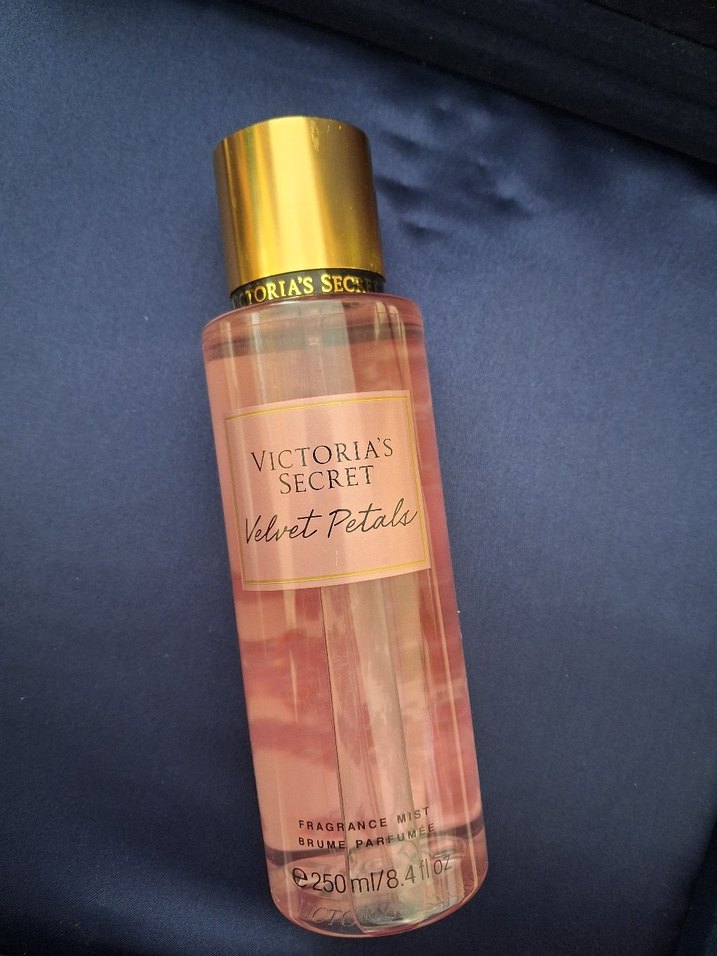 VICTORIA'S SECRET
VICTORIA'S
SECRET
Velvet Petals
FRAGRANCE MIST
BRUME PARFUMÉE
℮250 ml/8.4 fl oz